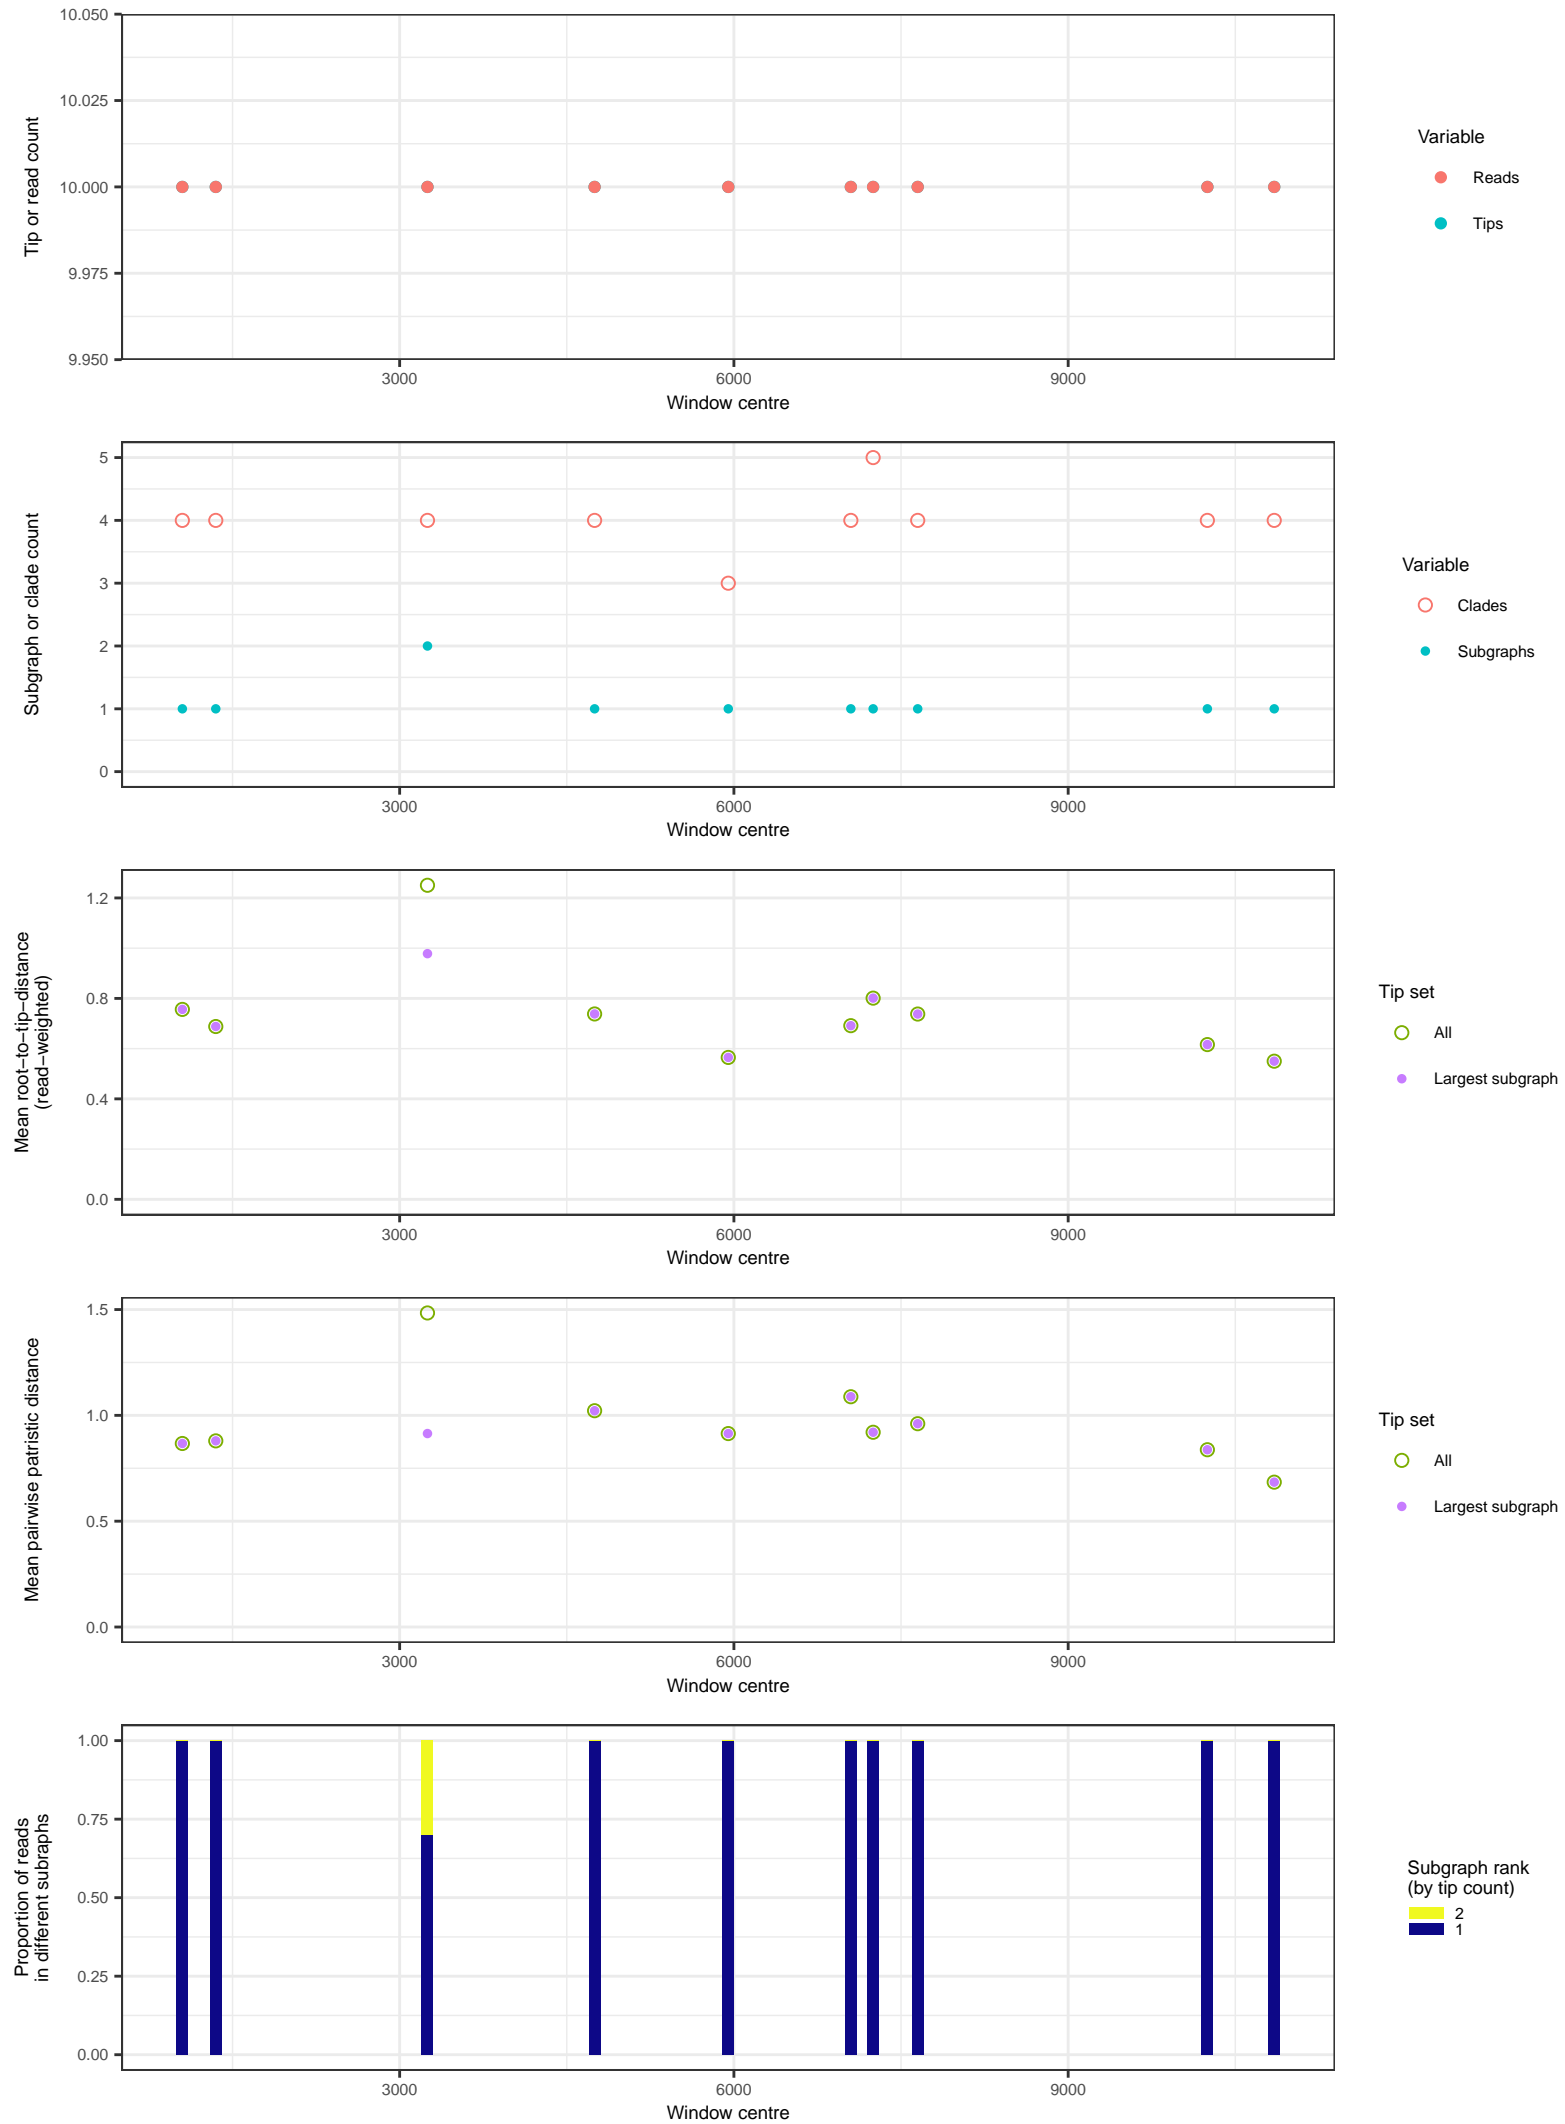 10.050
10.025
10.000
9.975
9.950
Tip or read count
3000 6000 9000
Window centre
Variable
Reads
Tips
5
4
3
2
1
0
Subgraph or clade count
3000 6000 9000
Window centre
Variable
Clades
Subgraphs
1.2
0.8
0.4
0.0
Mean root−to−tip−distance
(read−weighted)
3000 6000 9000
Window centre
Tip set
All
Largest subgraph
1.5
1.0
0.5
0.0
Mean pairwise patristic distance
3000 6000 9000
Window centre
Tip set
All
Largest subgraph
1.00
0.75
0.50
0.25
0.00
Proportion of reads
in different subraphs
3000 6000 9000
Window centre
Subgraph rank
(by tip count)
2
1